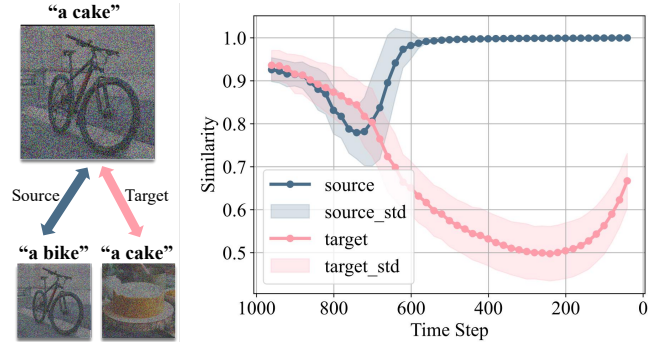 “a cake”
Source
Target
“a bike” “a cake”
Similarity
1.0
0.9
0.8
0.7
0.6
0.5
source
source_std
target
target_std
1000 800 600 400 200 0
Time Step